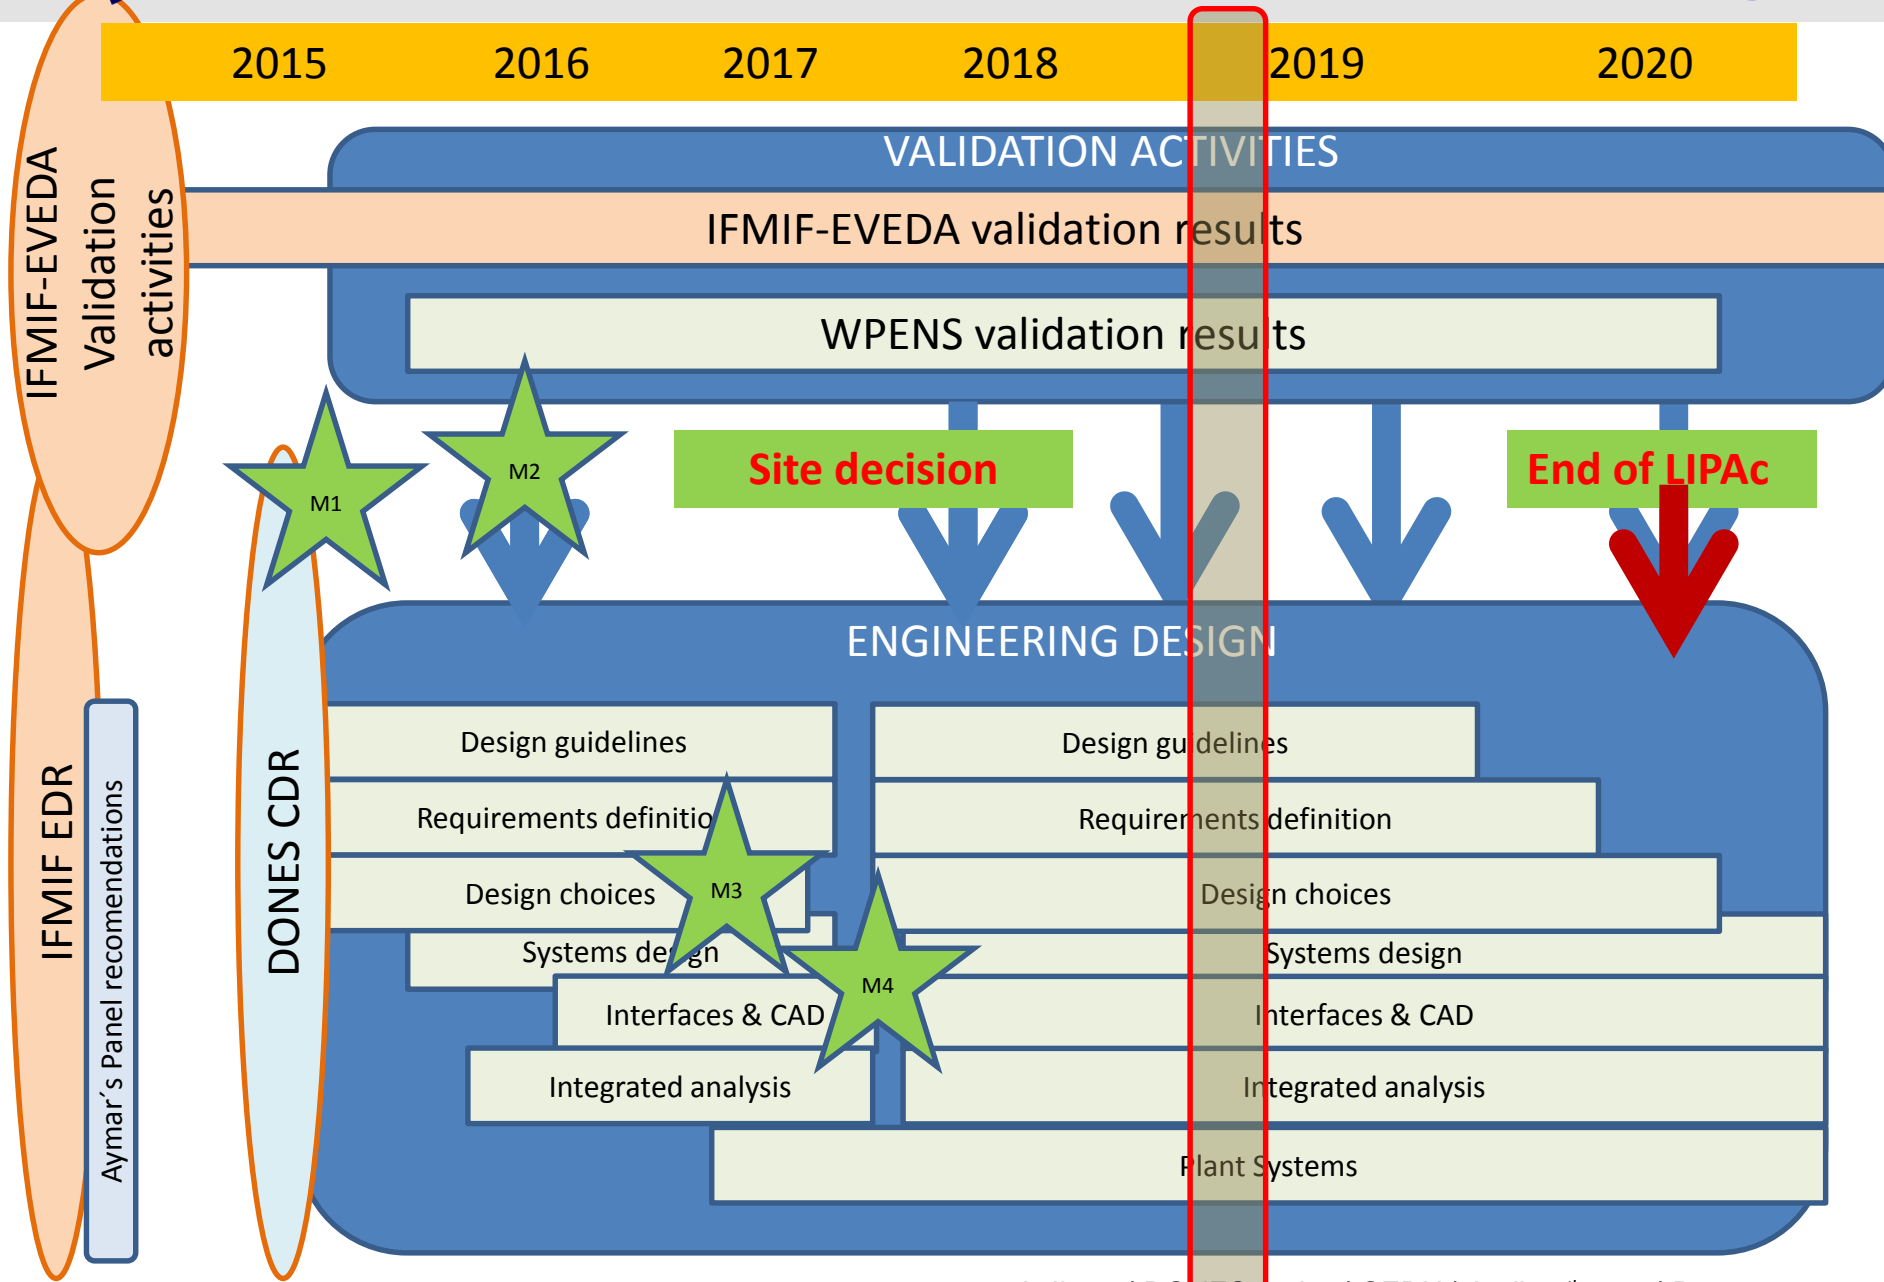 2015 2016 2017 2018 2019 2020
IFMIF-EVEDA
Validation
activities
VALIDATION ACTIVITIES
IFMIF-EVEDA validation results
WPENS validation results
M1
M2
Site decision
End of LIPAc
IFMIF EDR
Aymar´s Panel recomendations
DONES CDR
ENGINEERING DESIGN
Design guidelines
Requirements definitio
Design choices
Systems design
Interfaces & CAD
Integrated analysis
M3
M4
Design guidelines
Requirements definition
Design choices
Systems design
Interfaces & CAD
Integrated analysis
Plant Systems